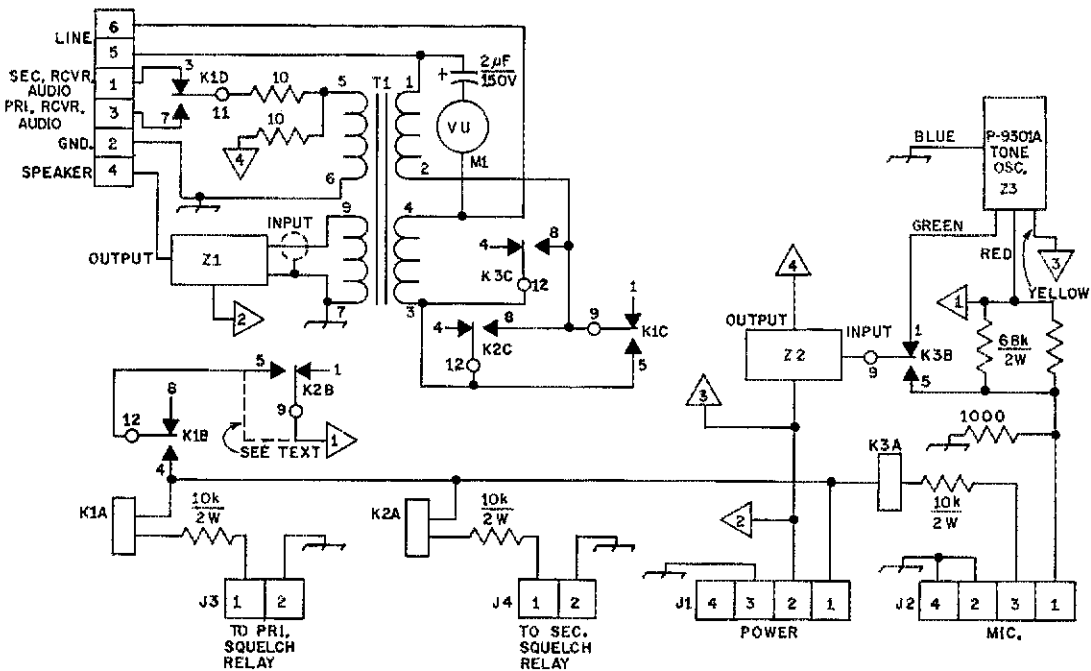 6
LINE
5
SEC. RCVR.
AUDIO
1
PRI. RCVR.
AUDIO
3
GND.
2
SPEAKER
4
3
K1D
7
11
10
10
4
5
T1
1
6
2
9
4
7
3
2µF
150V
+
VU
M1
INPUT
OUTPUT
Z1
2
4
8
K3C
12
4
8
K2C
12
9
1
K1C
5
BLUE
P-9301A
TONE
OSC.
Z3
GREEN
RED
YELLOW
3
1
4
OUTPUT
INPUT
Z2
9
1
K3B
5
68k
2W
3
2
1000
8
12
K1B
4
5
1
K2B
9
SEE TEXT
1
K1A
10k
2W
K2A
10k
2W
K3A
10k
2W
J3
1
2
TO PRI.
SQUELCH
RELAY
J4
1
2
TO SEC.
SQUELCH
RELAY
J1
4
3
2
1
POWER
J2
4
2
3
1
MIC.